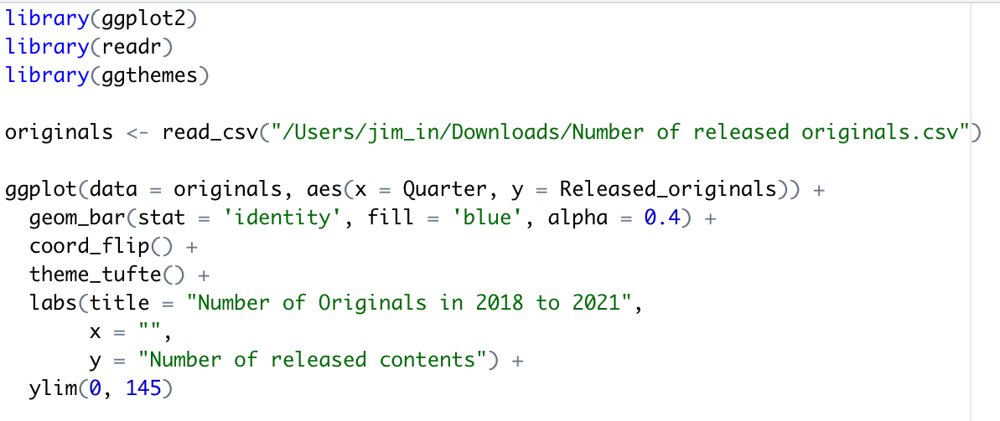 library(ggplot2)
library(readr)
library(ggthemes)

originals <- read_csv("/Users/jim_in/Downloads/Number of released originals.csv")

ggplot(data = originals, aes(x = Quarter, y = Released_originals)) +
  geom_bar(stat = 'identity', fill = 'blue', alpha = 0.4) +
  coord_flip() +
  theme_tufte() +
  labs(title = "Number of Originals in 2018 to 2021",
       x = "",
       y = "Number of released contents") +
  ylim(0, 145)